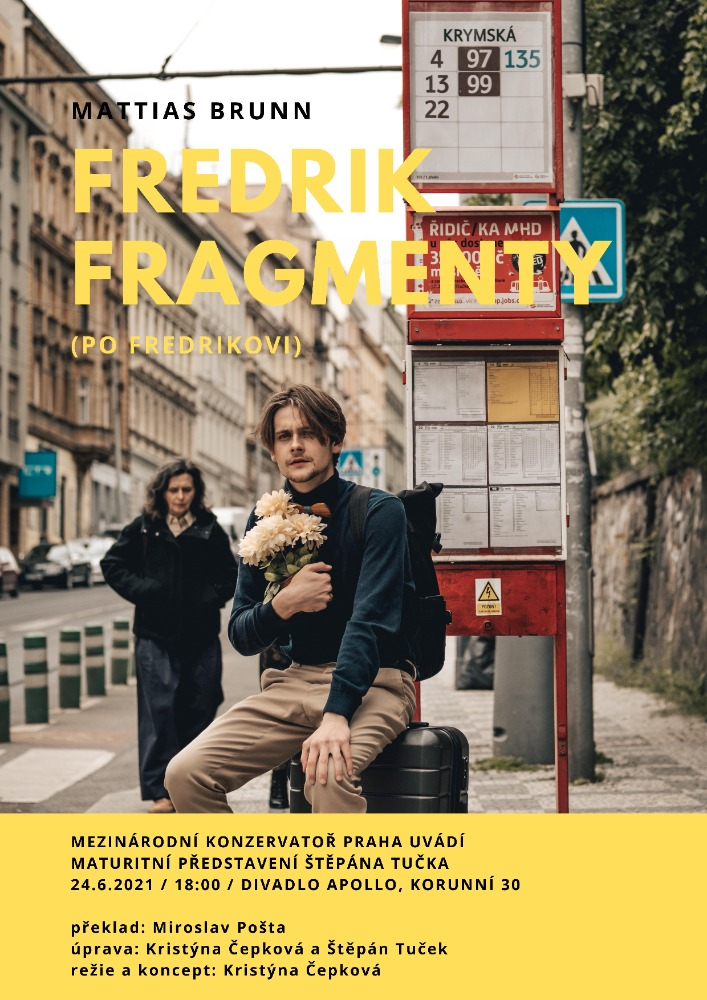 KRYMSKÁ
4 97 135
13 99
22
MATTIAS BRUNN
FREDRIK
FRAGMENTY
(PO FREDRIKOVI)
ŘIDIČ/KA MHD
MEZINÁRODNÍ KONZERVATOŘ PRAHA UVÁDÍ
MATURITNÍ PŘEDSTAVENÍ ŠTĚPÁNA TUČKA
24.6.2021 / 18:00 / DIVADLO APOLLO, KORUNNÍ 30
překlad: Miroslav Pošta
úprava: Kristýna Čepková a Štěpán Tuček
režie a koncept: Kristýna Čepková